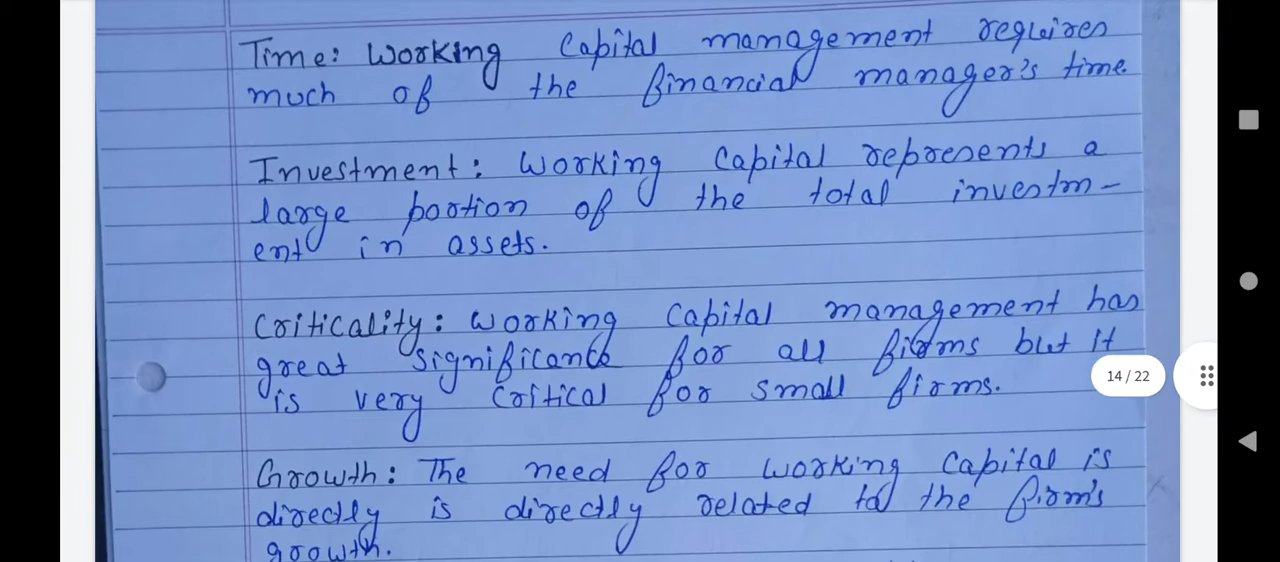 Time: Working Capital management requires
much of the financial manager's time.
Investment: Working Capital represents a
large portion of the total investm-
ent in assets.
Criticality: Working Capital management has
great significance for all firms but it
is very critical for small firms.
14 / 22
Growth: The need for working capital is
directly is directly related to the firm's
growth.